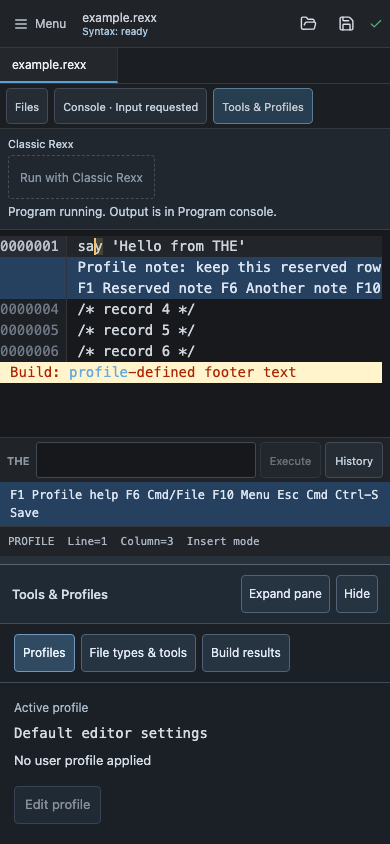 Menu
example.rexx
Syntax: ready
example.rexx
Files
Console · Input requested
Tools & Profiles
Classic Rexx
Run with Classic Rexx
Program running. Output is in Program console.
0000001 say 'Hello from THE'
Profile note: keep this reserved row
F1 Reserved note F6 Another note F10
0000004 /* record 4 */
0000005 /* record 5 */
0000006 /* record 6 */
Build: profile-defined footer text
THE
Execute
History
F1 Profile help F6 Cmd/File F10 Menu Esc Cmd Ctrl-S
Save
PROFILE Line=1 Column=3 Insert mode
Tools & Profiles
Expand pane
Hide
Profiles
File types & tools
Build results
Active profile
Default editor settings
No user profile applied
Edit profile